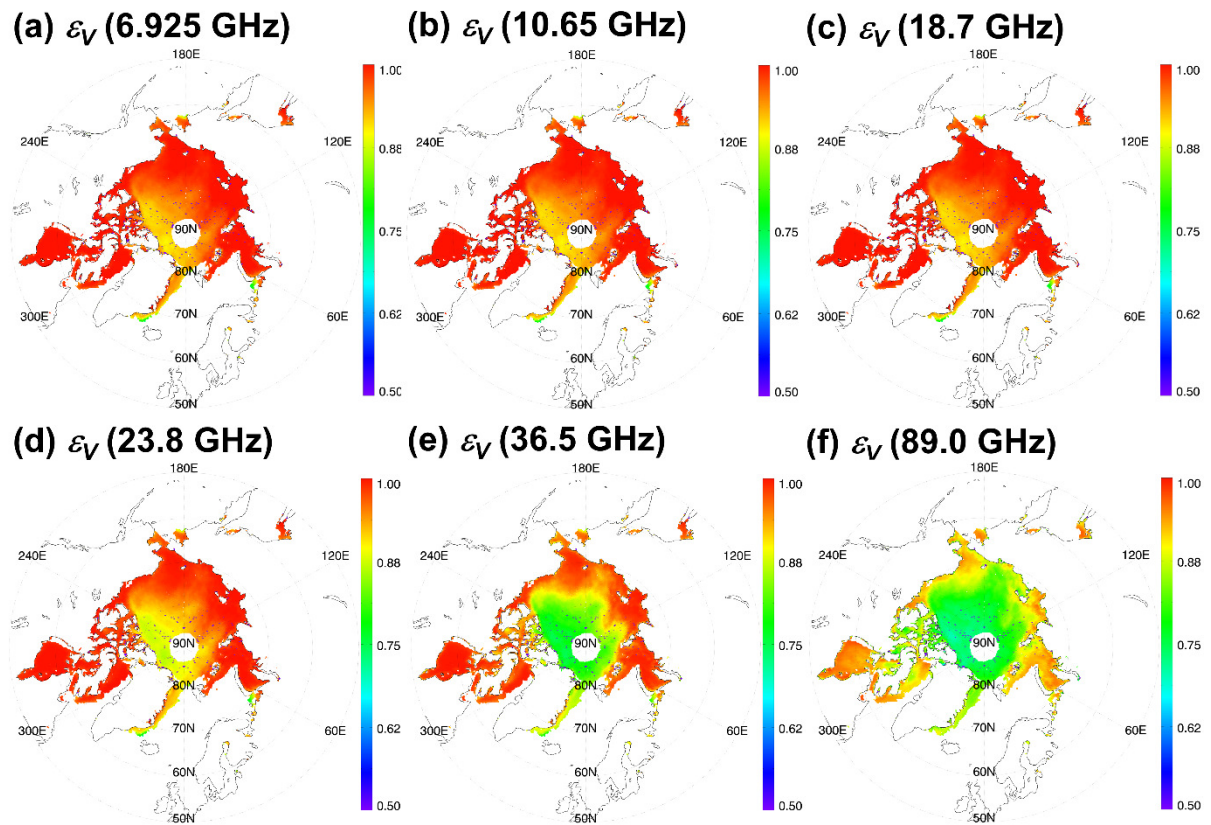 (a) εV (6.925 GHz)
(b) εV (10.65 GHz)
(c) εV (18.7 GHz)
180E
240E
120E
300E
60E
90N
80N
70N
60N
50N
1.00
0.88
0.75
0.62
0.50
180E
240E
120E
300E
60E
90N
80N
70N
60N
50N
1.00
0.88
0.75
0.62
0.50
180E
240E
120E
300E
60E
90N
80N
70N
60N
50N
1.00
0.88
0.75
0.62
0.50
(d) εV (23.8 GHz)
(e) εV (36.5 GHz)
(f) εV (89.0 GHz)
180E
240E
120E
300E
60E
90N
80N
70N
60N
50N
1.00
0.88
0.75
0.62
0.50
180E
240E
120E
300E
60E
90N
80N
70N
60N
50N
1.00
0.88
0.75
0.62
0.50
180E
240E
120E
300E
60E
90N
80N
70N
60N
50N
1.00
0.88
0.75
0.62
0.50